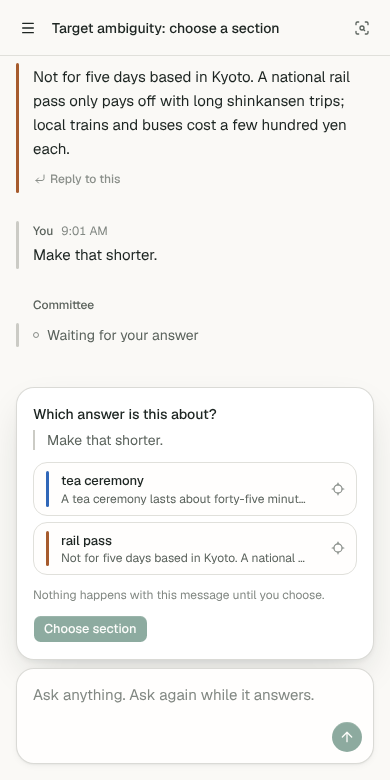 Target ambiguity: choose a section
Not for five days based in Kyoto. A national rail
pass only pays off with long shinkansen trips;
local trains and buses cost a few hundred yen
each.
Reply to this
You 9:01 AM
Make that shorter.
Committee
Waiting for your answer
Which answer is this about?
Make that shorter.
tea ceremony
A tea ceremony lasts about forty-five minut...
rail pass
Not for five days based in Kyoto. A national ...
Nothing happens with this message until you choose.
Choose section
Ask anything. Ask again while it answers.